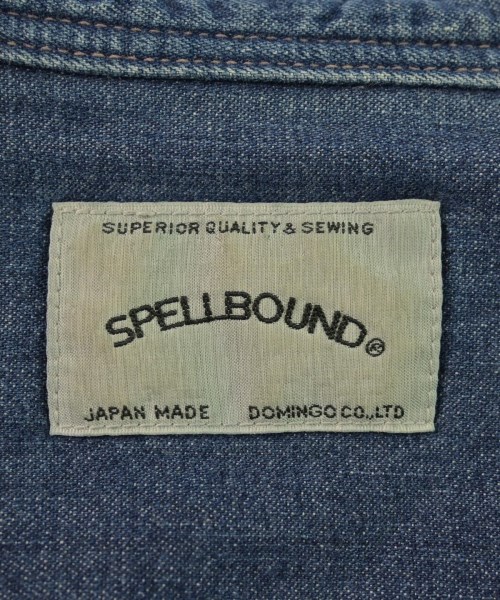 SUPERIOR QUALITY & SEWING
SPELLBOUND®
JAPAN MADE DOMINGO CO.,LTD